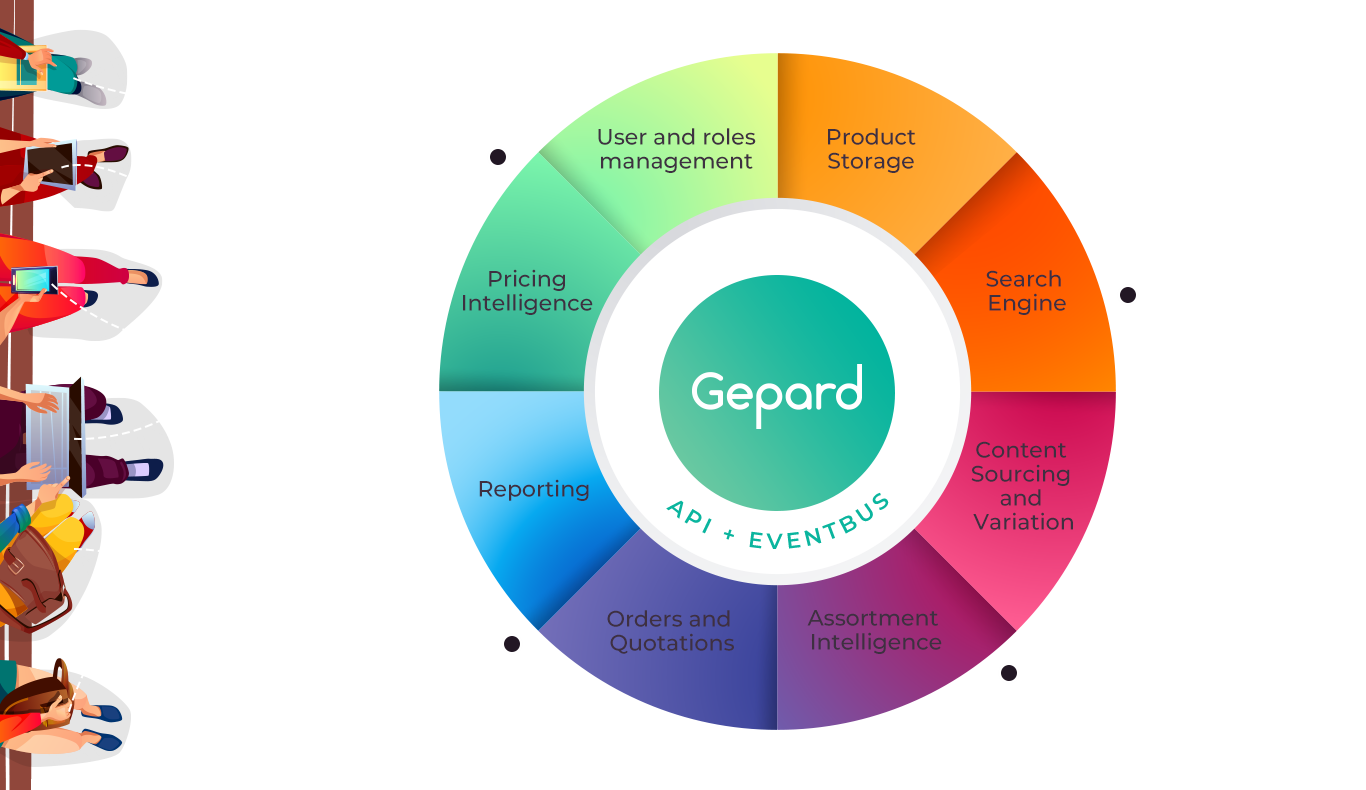 User and roles
management
Product
Storage
Search
Engine
Content
Sourcing
and
Variation
Assortment
Intelligence
Orders and
Quotations
Reporting
Pricing
Intelligence
Gepard
API + EVENTBUS